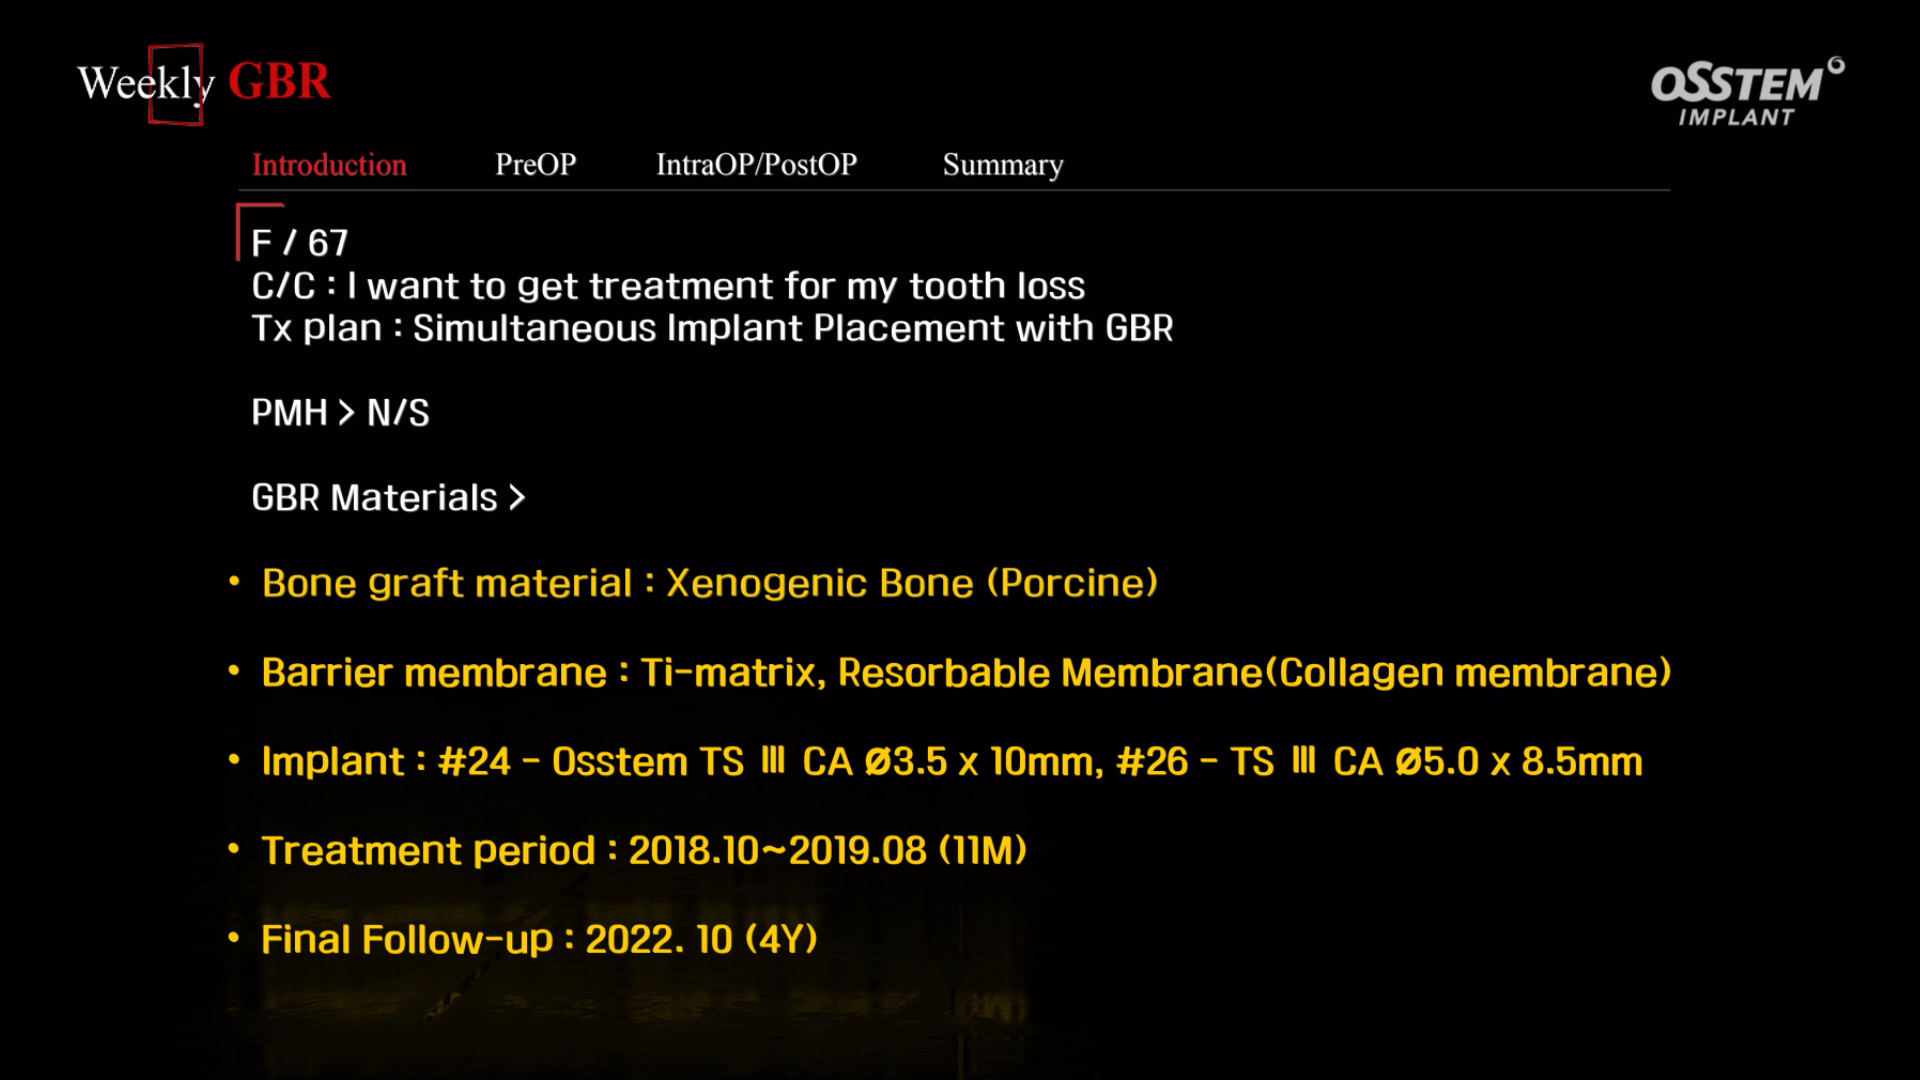 Weekly GBR
OSSTEM
IMPLANT
Introduction PreOP IntraOP/PostOP Summary
F / 67
C/C : I want to get treatment for my tooth loss
Tx plan : Simultaneous Implant Placement with GBR
PMH > N/S
GBR Materials >
• Bone graft material : Xenogenic Bone (Porcine)
• Barrier membrane : Ti-matrix, Resorbable Membrane(Collagen membrane)
• Implant : #24 - Osstem TS Ⅲ CA Ø3.5 x 10mm, #26 - TS Ⅲ CA Ø5.0 x 8.5mm
• Treatment period : 2018.10~2019.08 (11M)
• Final Follow-up : 2022. 10 (4Y)